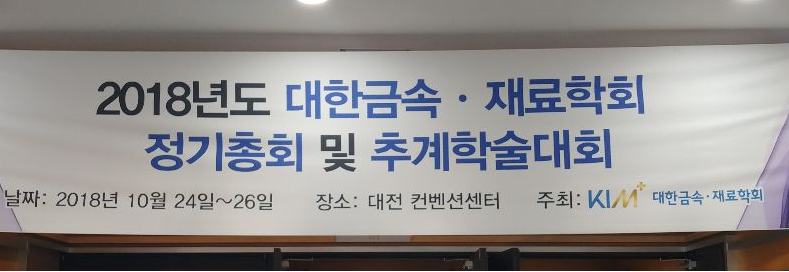 2018년도 대한금속·재료학회
정기총회 및 추계학술대회
날짜: 2018년 10월 24일~26일 장소: 대전 컨벤션센터 주최: KIM+ 대한금속·재료학회